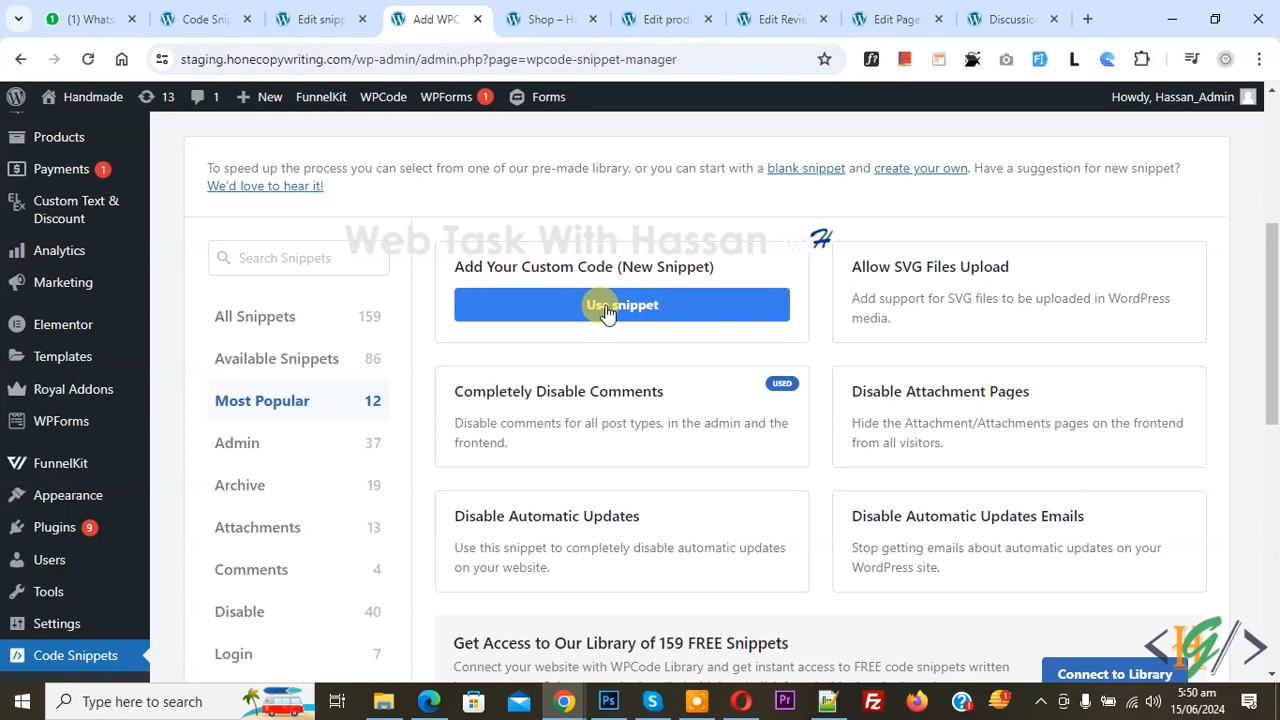 (1) Whats
Code Snip
Edit snipp
Add WPC
Shop – Ha
Edit prod
Edit Revie
Edit Page
Discussion
staging.horecopywriting.com/wp-admin/admin.php?page=wpcode-snippet-manager
Handmade
13
1
New
FunnelKit
WPCode
WPForms 1
Forms
Howdy, Hassan_Admin
Products
Payments 1
Custom Text &
Discount
Analytics
Marketing
Elementor
Templates
Royal Addons
WPForms
FunnelKit
Appearance
Plugins 9
Users
Tools
Settings
Code Snippets
To speed up the process you can select from one of our pre-made library, or you can start with a blank snippet and create your own. Have a suggestion for new snippet?
We'd love to hear it!
Web Task With Hassan
Search Snippets
All Snippets 159
Available Snippets 86
Most Popular 12
Admin 37
Archive 19
Attachments 13
Comments 4
Disable 40
Login 7
Add Your Custom Code (New Snippet)
Use snippet
Allow SVG Files Upload
Add support for SVG files to be uploaded in WordPress
media.
Completely Disable Comments
USED
Disable comments for all post types, in the admin and the
frontend.
Disable Attachment Pages
Hide the Attachment/Attachments pages on the frontend
from all visitors.
Disable Automatic Updates
Use this snippet to completely disable automatic updates
on your website.
Disable Automatic Updates Emails
Stop getting emails about automatic updates on your
WordPress site.
Get Access to Our Library of 159 FREE Snippets
Connect your website with WPCode Library and get instant access to FREE code snippets written
Connect to Library
Type here to search
5:50 am
15/06/2024